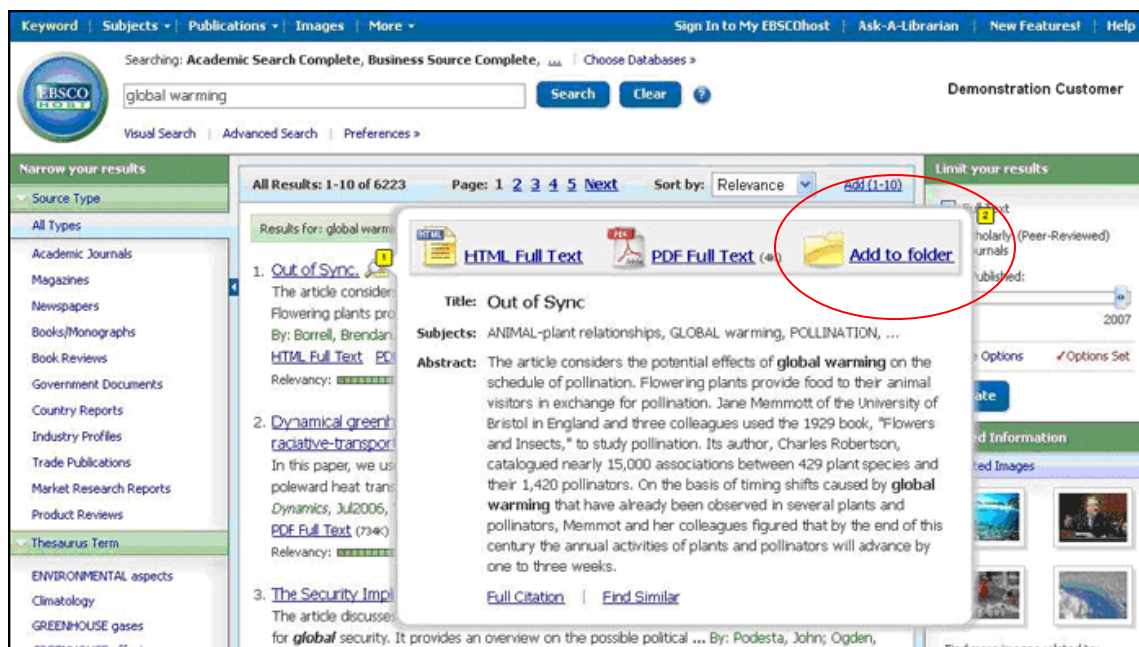 Keyword | Subjects | Publications | Images | More
Sign In to My EBSCOhost | Ask-A-Librarian | New Features! | Help
Searching: Academic Search Complete, Business Source Complete, ... | Choose Databases »
EBSCO
HOST
global warming
Search
Clear
?
Demonstration Customer
Visual Search | Advanced Search | Preferences »
Narrow your results
Source Type
All Types
Academic Journals
Magazines
Newspapers
Books/Monographs
Book Reviews
Government Documents
Country Reports
Industry Profiles
Trade Publications
Market Research Reports
Product Reviews
Thesaurus Term
ENVIRONMENTAL aspects
Climatology
GREENHOUSE gases
All Results: 1-10 of 6223 Page: 1 2 3 4 5 Next Sort by: Relevance Add (1-10)
Results for: global
1. Out of Sync.
1
The article
Flowering plants
By: Borrell, Brendan.
HTML Full Text
Relevancy:
2. Dynamical
In this paper, we
poleward heat
Dynamics, Jul2006,
PDF Full Text
Relevancy:
3. The Security
The article
for global security. It provides an overview on the possible political ... By: Podesta, John; Ogden,
HTML
HTML Full Text
PDF
Adobe
PDF Full Text
Add to folder
Title: Out of Sync
Subjects: ANIMAL-plant relationships, GLOBAL warming, POLLINATION, ...
Abstract: The article considers the potential effects of global warming on the
schedule of pollination. Flowering plants provide food to their animal
visitors in exchange for pollination. Jane Memmott of the University of
Bristol in England and three colleagues used the 1929 book, "Flowers
and Insects," to study pollination. Its author, Charles Robertson,
catalogued nearly 15,000 associations between 429 plant species and
their 1,420 pollinators. On the basis of timing shifts caused by global
warming that have already been observed in several plants and
pollinators, Memmot and her colleagues figured that by the end of this
century the annual activities of plants and pollinators will advance by
one to three weeks.
Full Citation | Find Similar
Limit your results
2
Text
(Peer-Reviewed)
2007
Options
✓Options Set
Information
Images